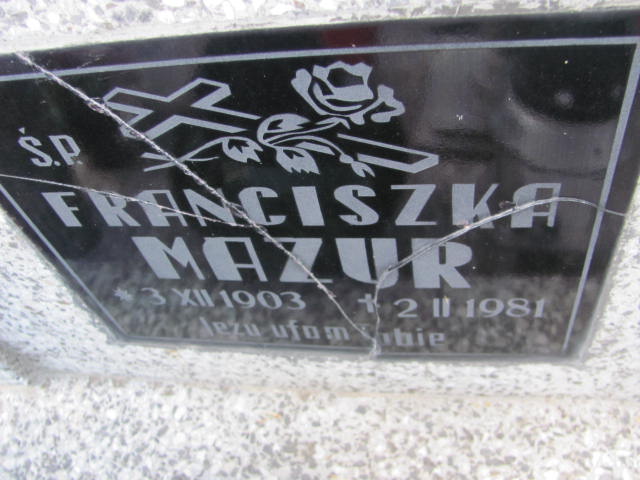 Ś.P.
FRANCISZKA
MAZUR
* 3 XII 1903 ✝ 2 II 1981
Jezu ufam tobie